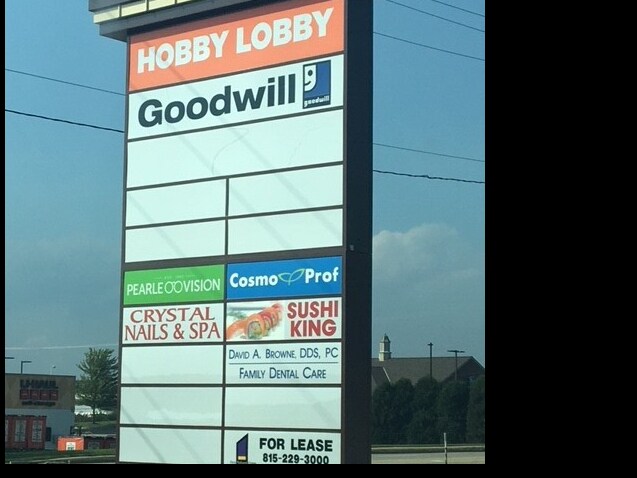 HOBBY LOBBY
Goodwill
goodwill
PEARLE VISION
Cosmo Prof
CRYSTAL
NAILS & SPA
SUSHI
KING
DAVID A. BROWNE, DDS, PC
FAMILY DENTAL CARE
U-HAUL
FOR LEASE
815-229-3000